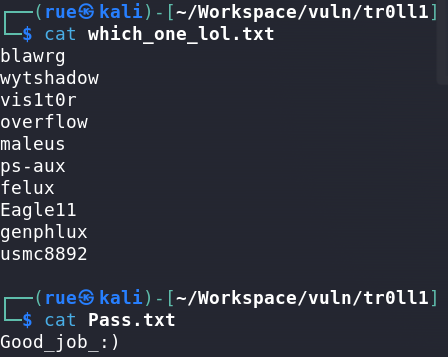 ┌──(rue㉿kali)-[~/Workspace/vuln/tr0ll1]
└─$ cat which_one_lol.txt
blawrg
wytshadow
vis1t0r
overflow
maleus
ps-aux
felux
Eagle11
genphlux
usmc8892
┌──(rue㉿kali)-[~/Workspace/vuln/tr0ll1]
└─$ cat Pass.txt
Good_job_:)